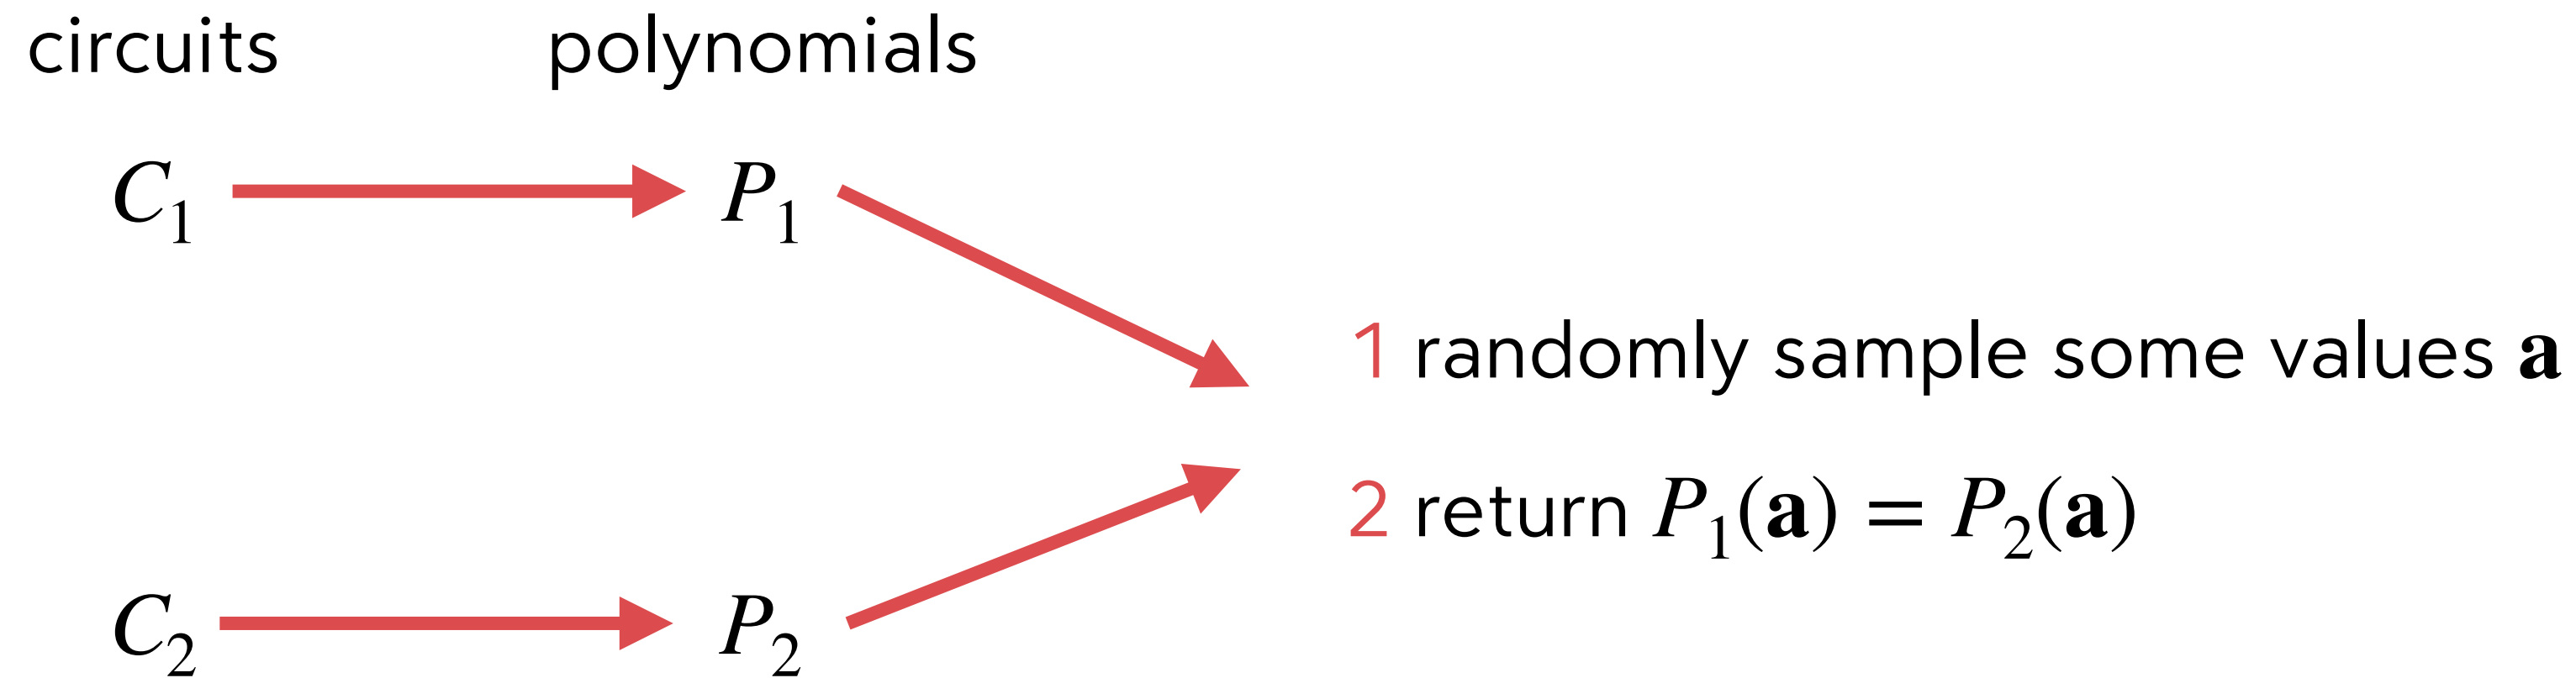 circuits polynomials
C₁ P₁
1 randomly sample some values a
2 return P₁(a) = P₂(a)
C₂ P₂